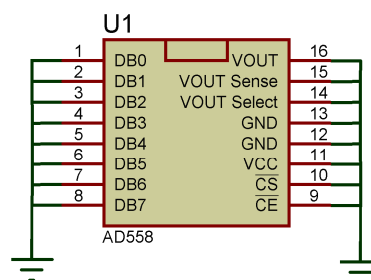 U1
1 DB0 VOUT 16
2 DB1 VOUT Sense 15
3 DB2 VOUT Select 14
4 DB3 GND 13
5 DB4 GND 12
6 DB5 VCC 11
7 DB6 CS 10
8 DB7 CE 9
AD558